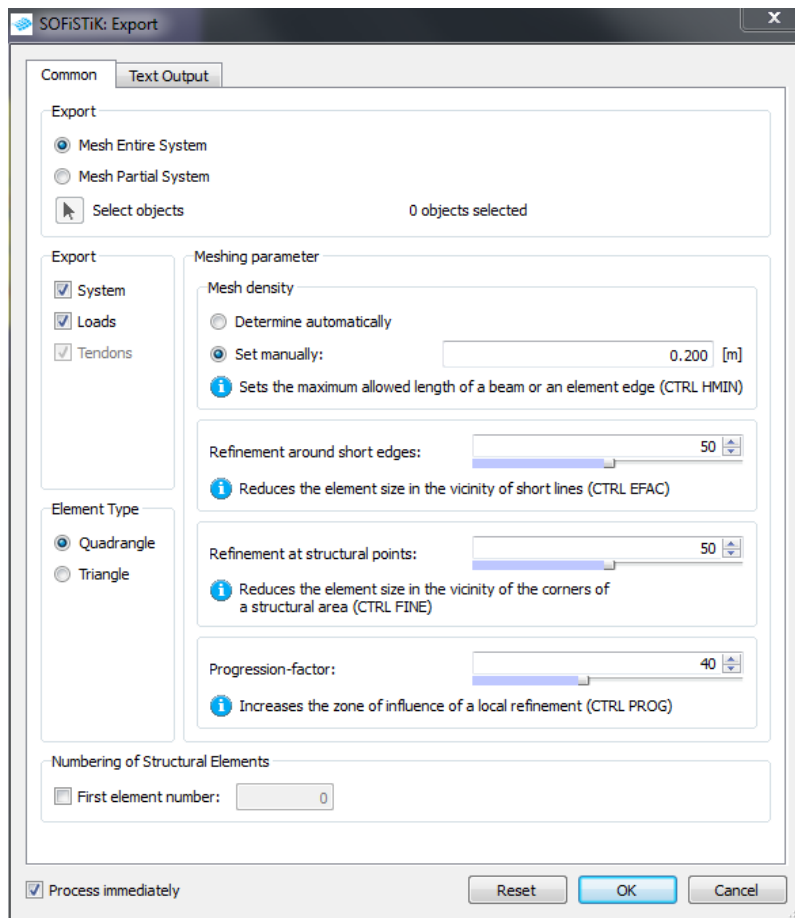 SOFiSTiK: Export
x
Common Text Output
Export
Mesh Entire System
Mesh Partial System
Select objects 0 objects selected
Export
System
Loads
Tendons
Meshing parameter
Mesh density
Determine automatically
Set manually: 0.200 [m]
i Sets the maximum allowed length of a beam or an element edge (CTRL HMIN)
Refinement around short edges: 50
i Reduces the element size in the vicinity of short lines (CTRL EFAC)
Element Type
Quadrangle
Triangle
Refinement at structural points: 50
i Reduces the element size in the vicinity of the corners of
a structural area (CTRL FINE)
Progression-factor: 40
i Increases the zone of influence of a local refinement (CTRL PROG)
Numbering of Structural Elements
First element number: 0
Process immediately Reset OK Cancel